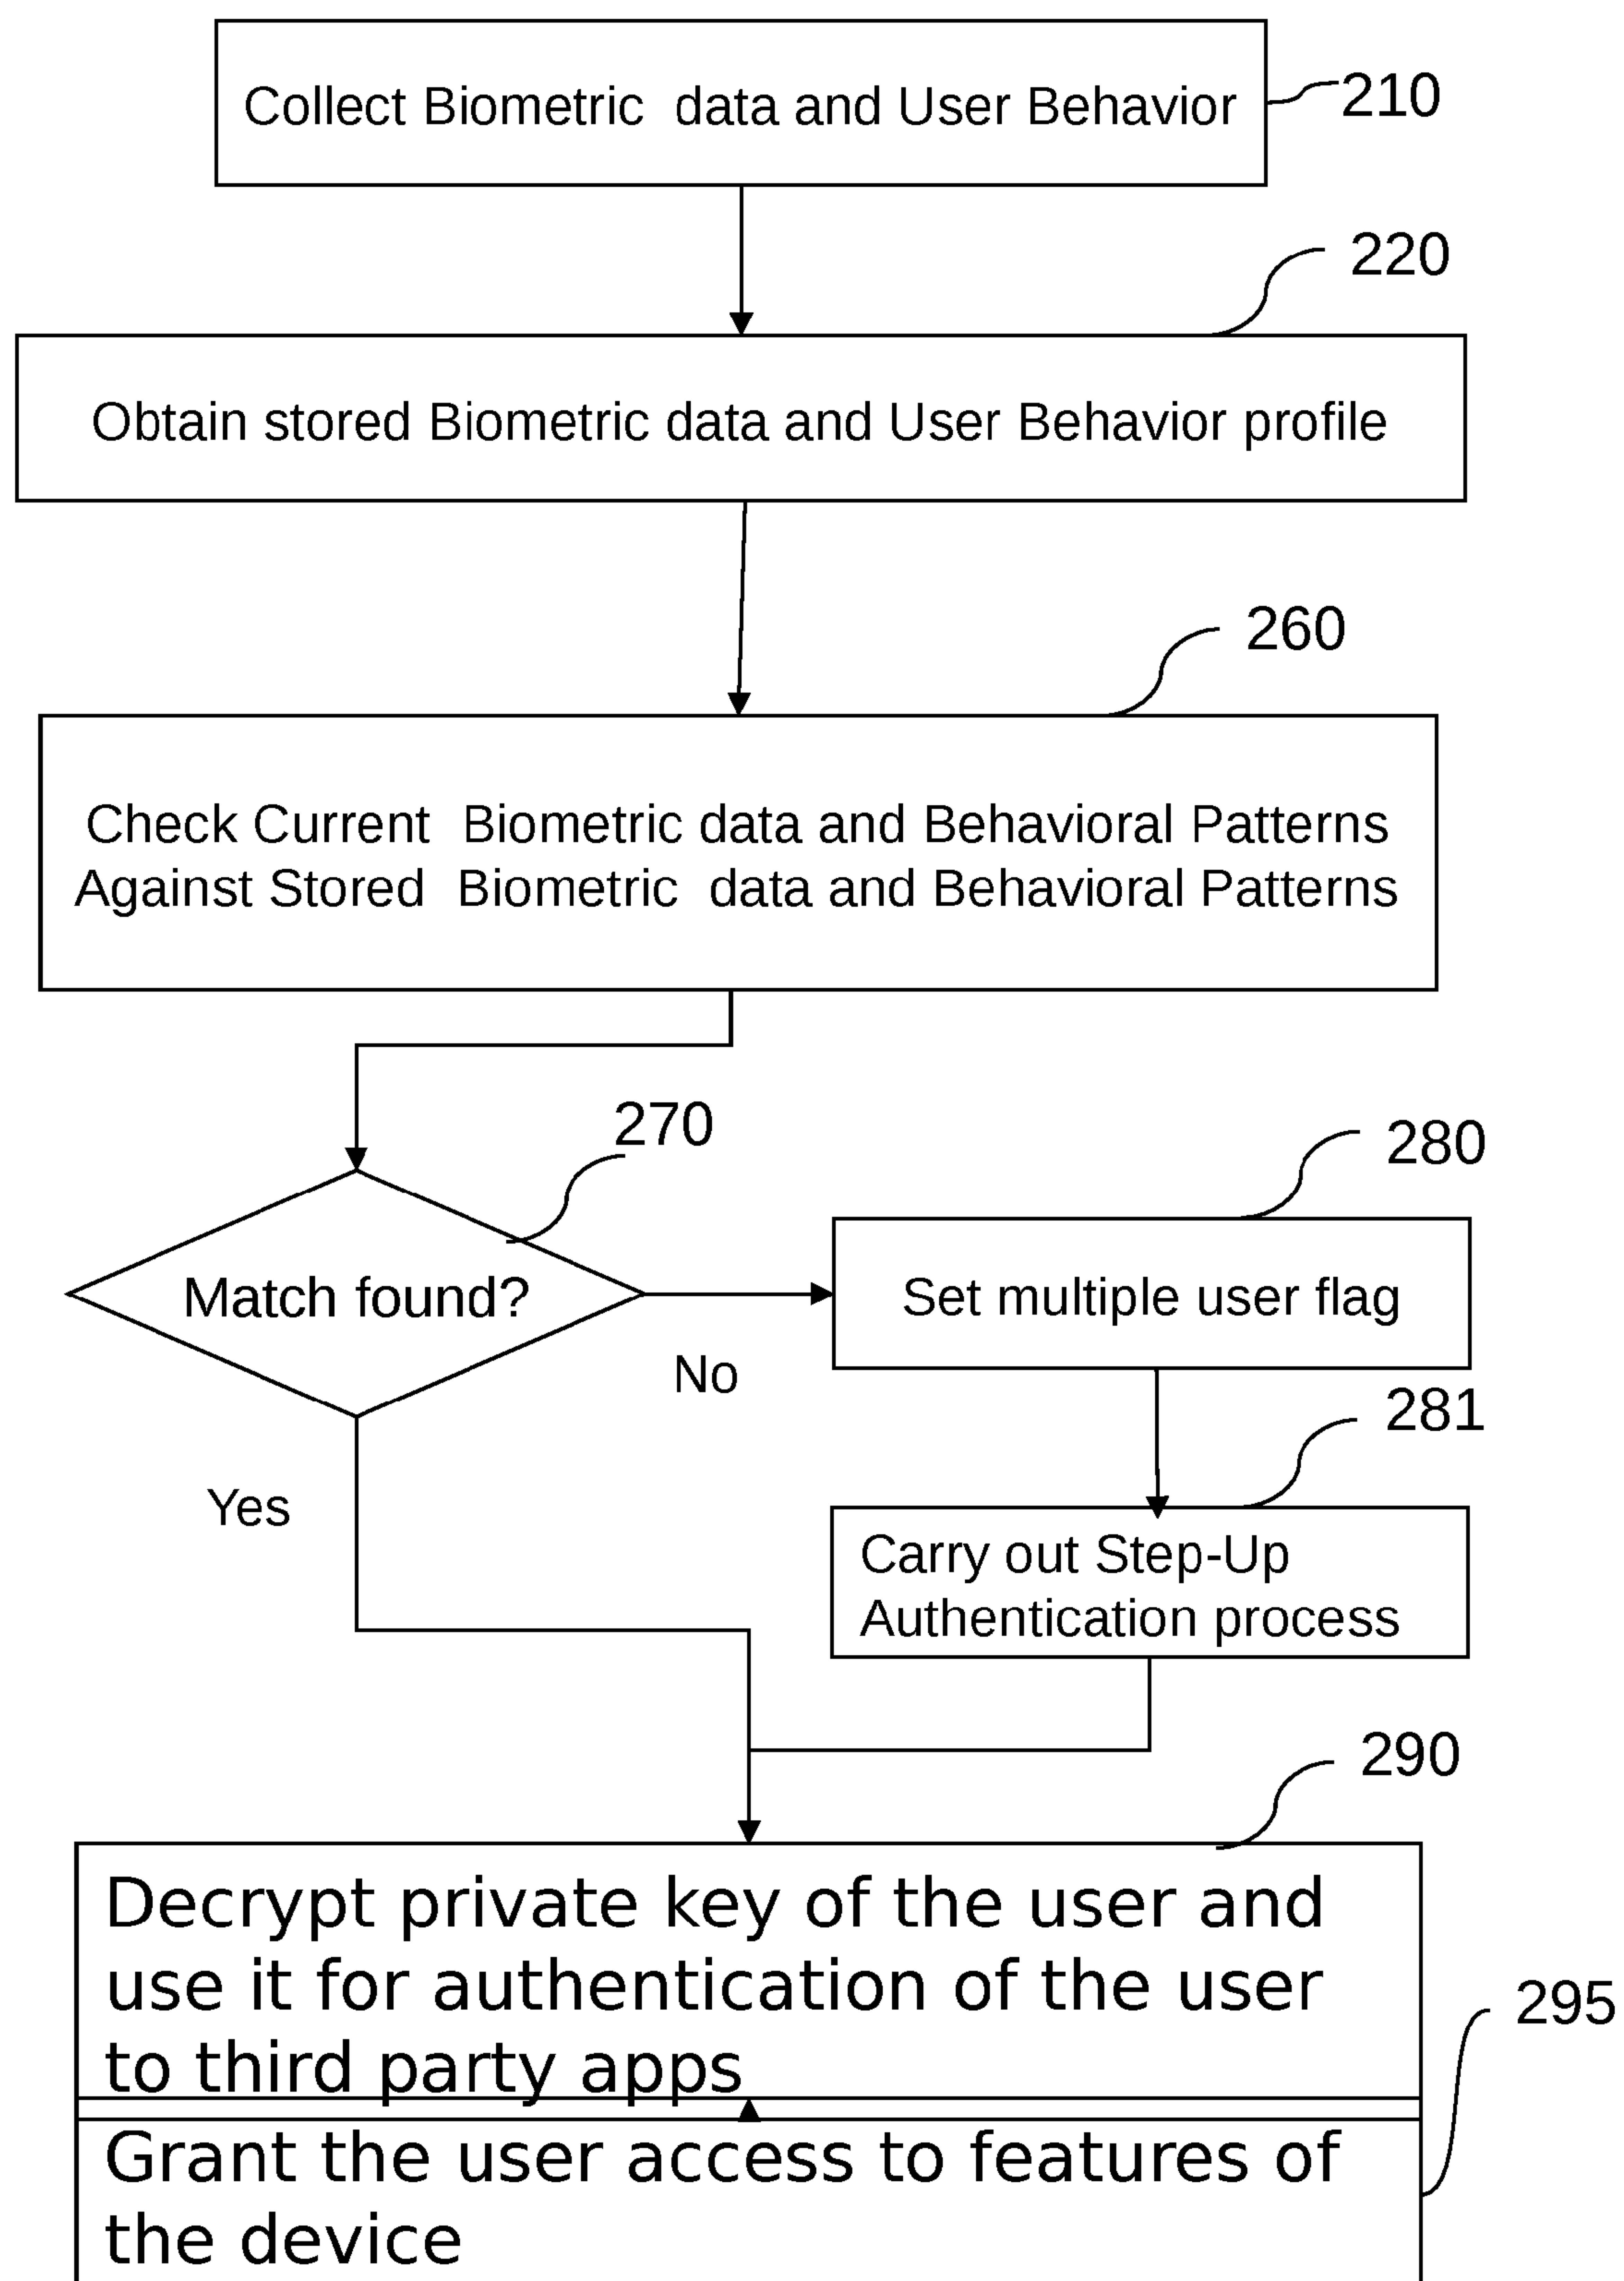 Collect Biometric data and User Behavior
210
220
Obtain stored Biometric data and User Behavior profile
260
Check Current Biometric data and Behavioral Patterns
Against Stored Biometric data and Behavioral Patterns
270
280
Match found?
Set multiple user flag
No
281
Yes
Carry out Step-Up
Authentication process
290
Decrypt private key of the user and
use it for authentication of the user
to third party apps
295
Grant the user access to features of
the device